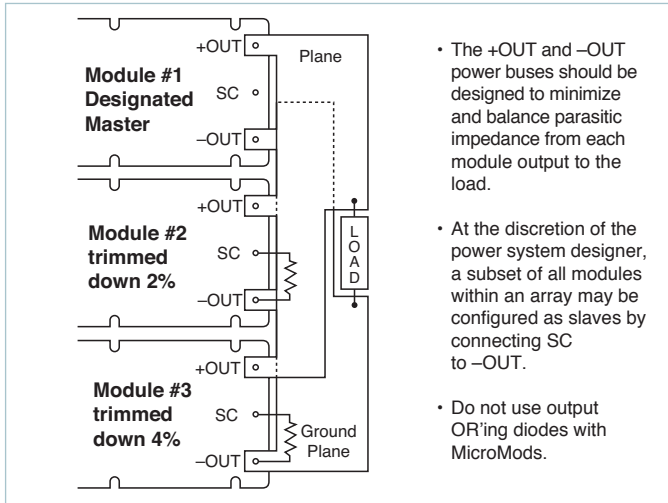 +OUT
Plane
Module #1
Designated
Master
SC
–OUT
+OUT
Module #2
trimmed
down 2%
SC
–OUT
LOAD
+OUT
Module #3
trimmed
down 4%
SC
Ground
Plane
–OUT
• The +OUT and –OUT
power buses should be
designed to minimize
and balance parasitic
impedance from each
module output to the
load.
• At the discretion of the
power system designer,
a subset of all modules
within an array may be
configured as slaves by
connecting SC
to –OUT.
• Do not use output
OR'ing diodes with
MicroMods.